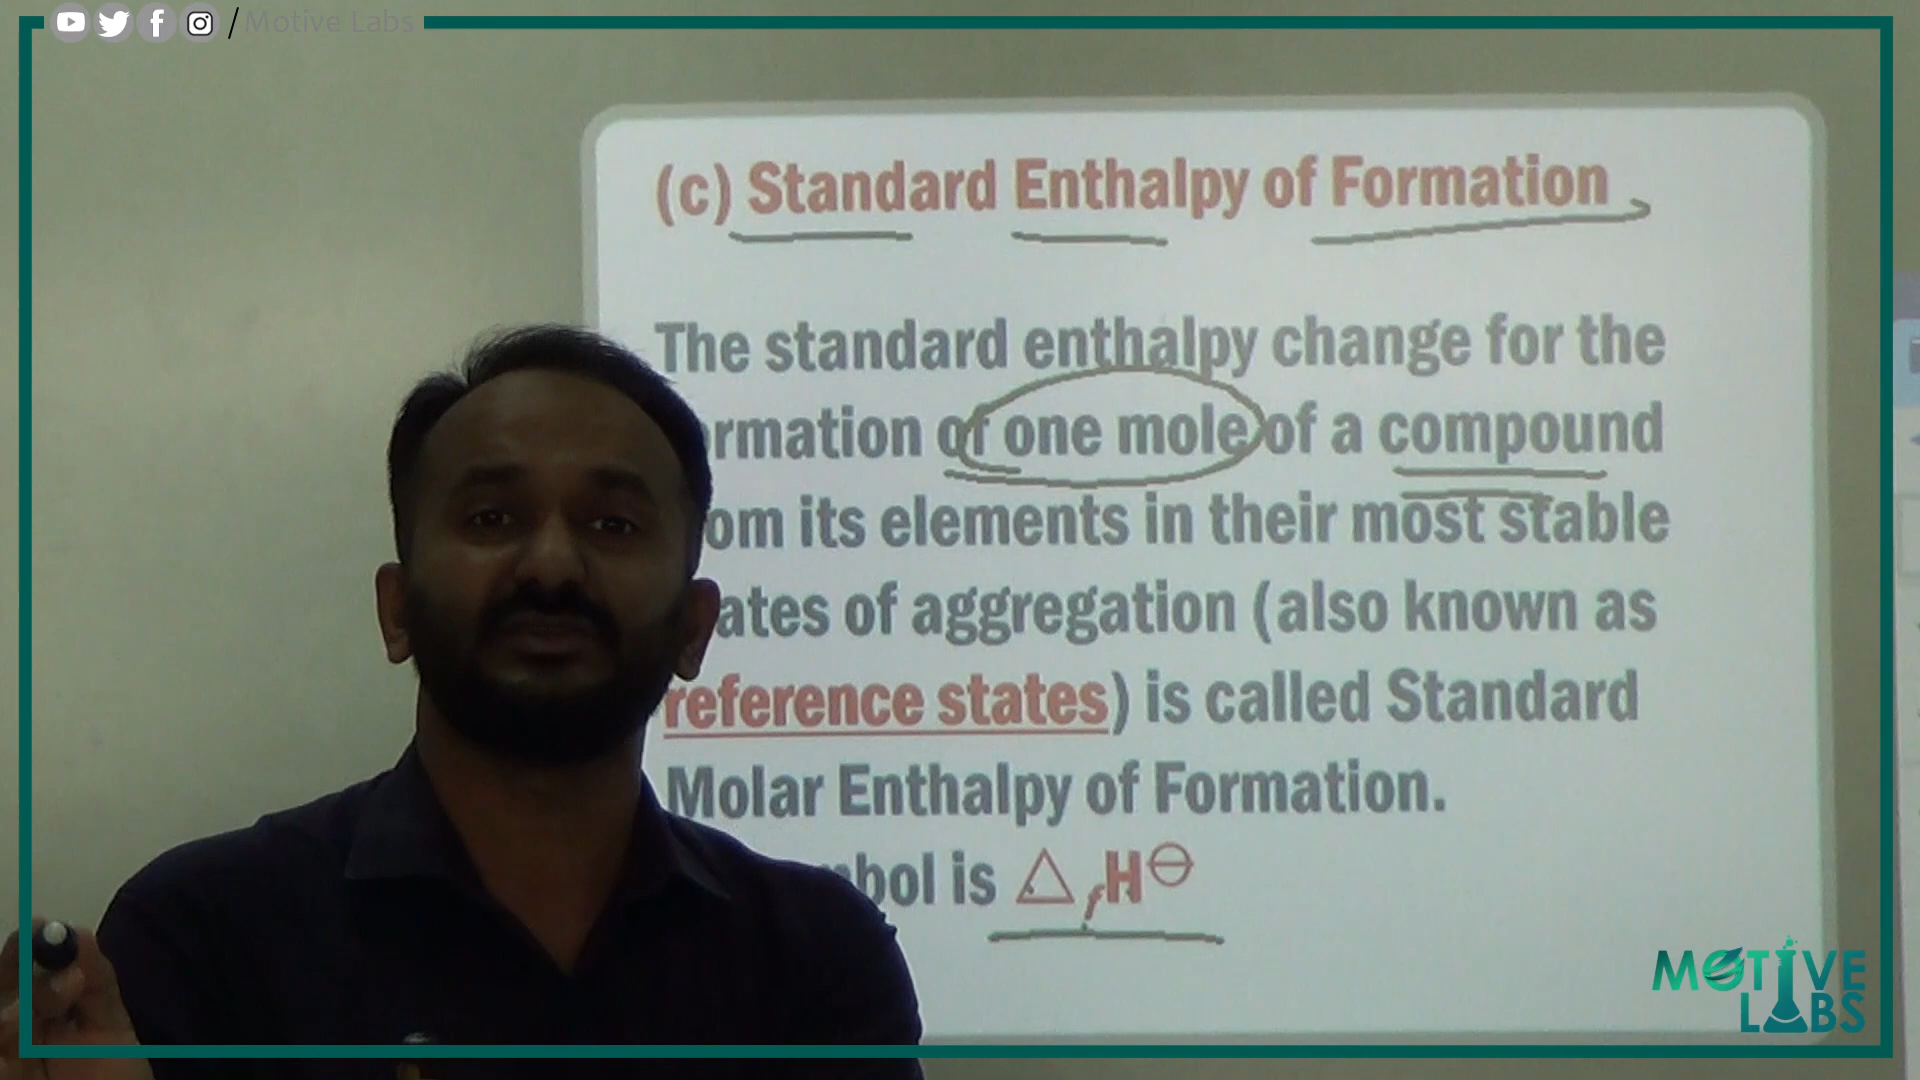 / Motive Labs
(c) Standard Enthalpy of Formation
The standard enthalpy change for the
rmation of one mole of a compound
om its elements in their most stable
ates of aggregation (also known as
reference states) is called Standard
Molar Enthalpy of Formation.
bol is △fH⊖
MOTIVE
LABS